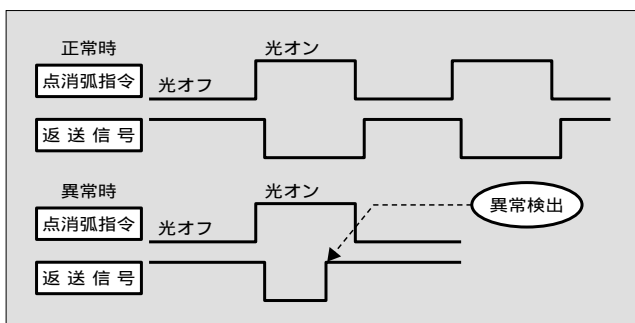 正常時
光オン
点消弧指令
光オフ
返送信号
異常時
光オン
点消弧指令
光オフ
異常検出
返送信号